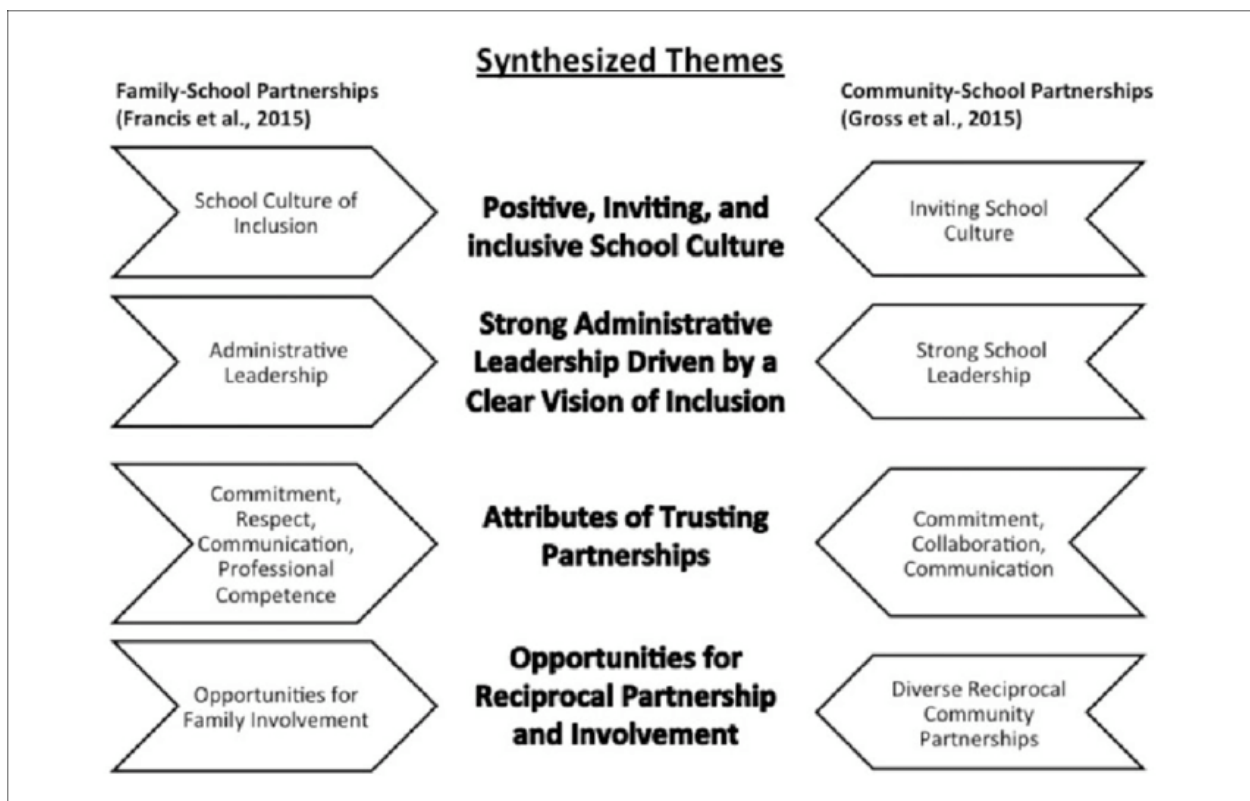 Synthesized Themes
Family-School Partnerships
(Francis et al., 2015)
Community-School Partnerships
(Gross et al., 2015)
School Culture of
Inclusion
Positive, Inviting, and
inclusive School Culture
Inviting School
Culture
Administrative
Leadership
Strong Administrative
Leadership Driven by a
Clear Vision of Inclusion
Strong School
Leadership
Commitment,
Respect,
Communication,
Professional
Competence
Attributes of Trusting
Partnerships
Commitment,
Collaboration,
Communication
Opportunities for
Family Involvement
Opportunities for
Reciprocal Partnership
and Involvement
Diverse Reciprocal
Community
Partnerships